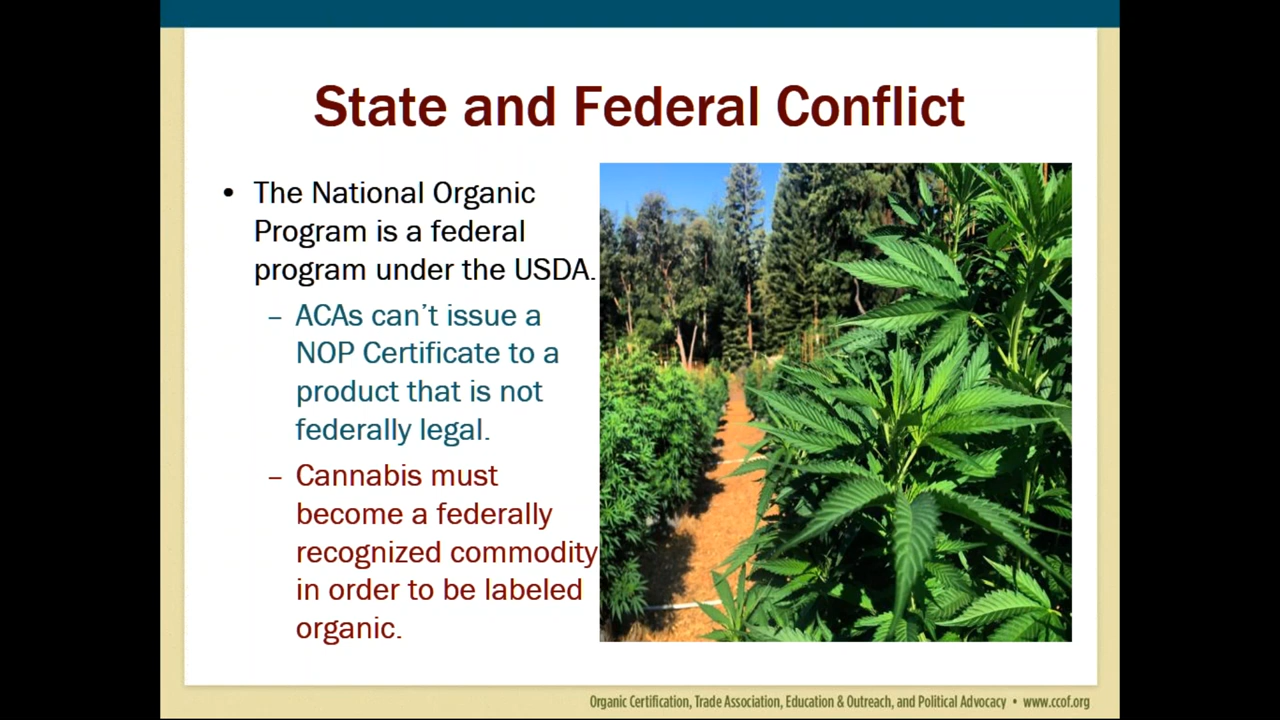 State and Federal Conflict
• The National Organic
Program is a federal
program under the USDA.
– ACAs can’t issue a
NOP Certificate to a
product that is not
federally legal.
– Cannabis must
become a federally
recognized commodity
in order to be labeled
organic.
Organic Certification, Trade Association, Education & Outreach, and Political Advocacy • www.ccof.org